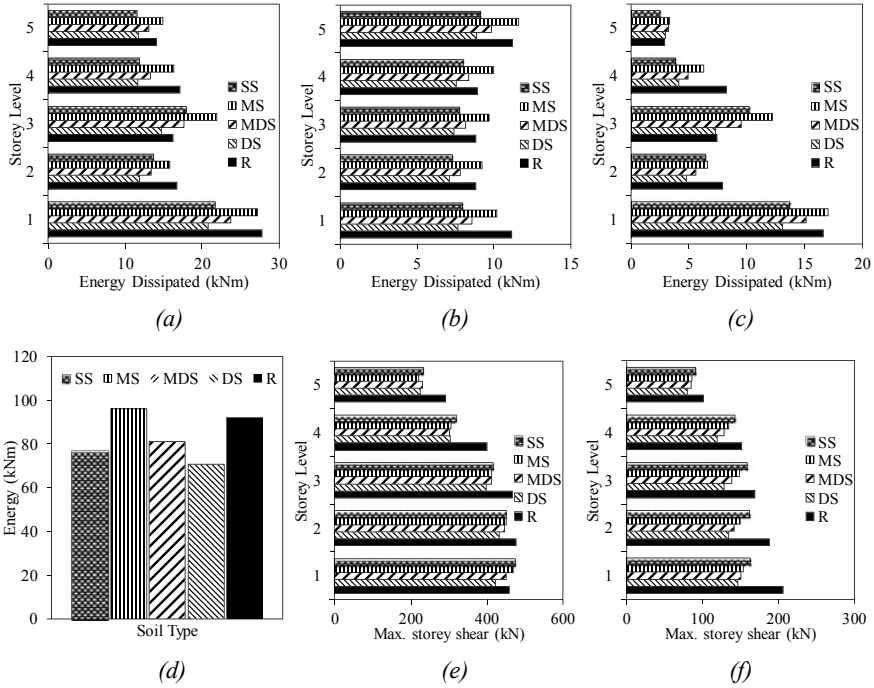 Storey Level
5
4
3
2
1
SS
MS
MDS
DS
R
0 10 20 30
Energy Dissipated (kNm)
(a)
Storey Level
5
4
3
2
1
SS
MS
MDS
DS
R
0 5 10 15
Energy Dissipated (kNm)
(b)
Storey Level
5
4
3
2
1
SS
MS
MDS
DS
R
0 5 10 15 20
Energy Dissipated (kNm)
(c)
Energy (kNm)
120
100
80
60
40
20
0
SS MS MDS DS R
Soil Type
(d)
Storey Level
5
4
3
2
1
SS
MS
MDS
DS
R
0 200 400 600
Max. storey shear (kN)
(e)
Storey Level
5
4
3
2
1
SS
MS
MDS
DS
R
0 100 200 300
Max. storey shear (kN)
(f)